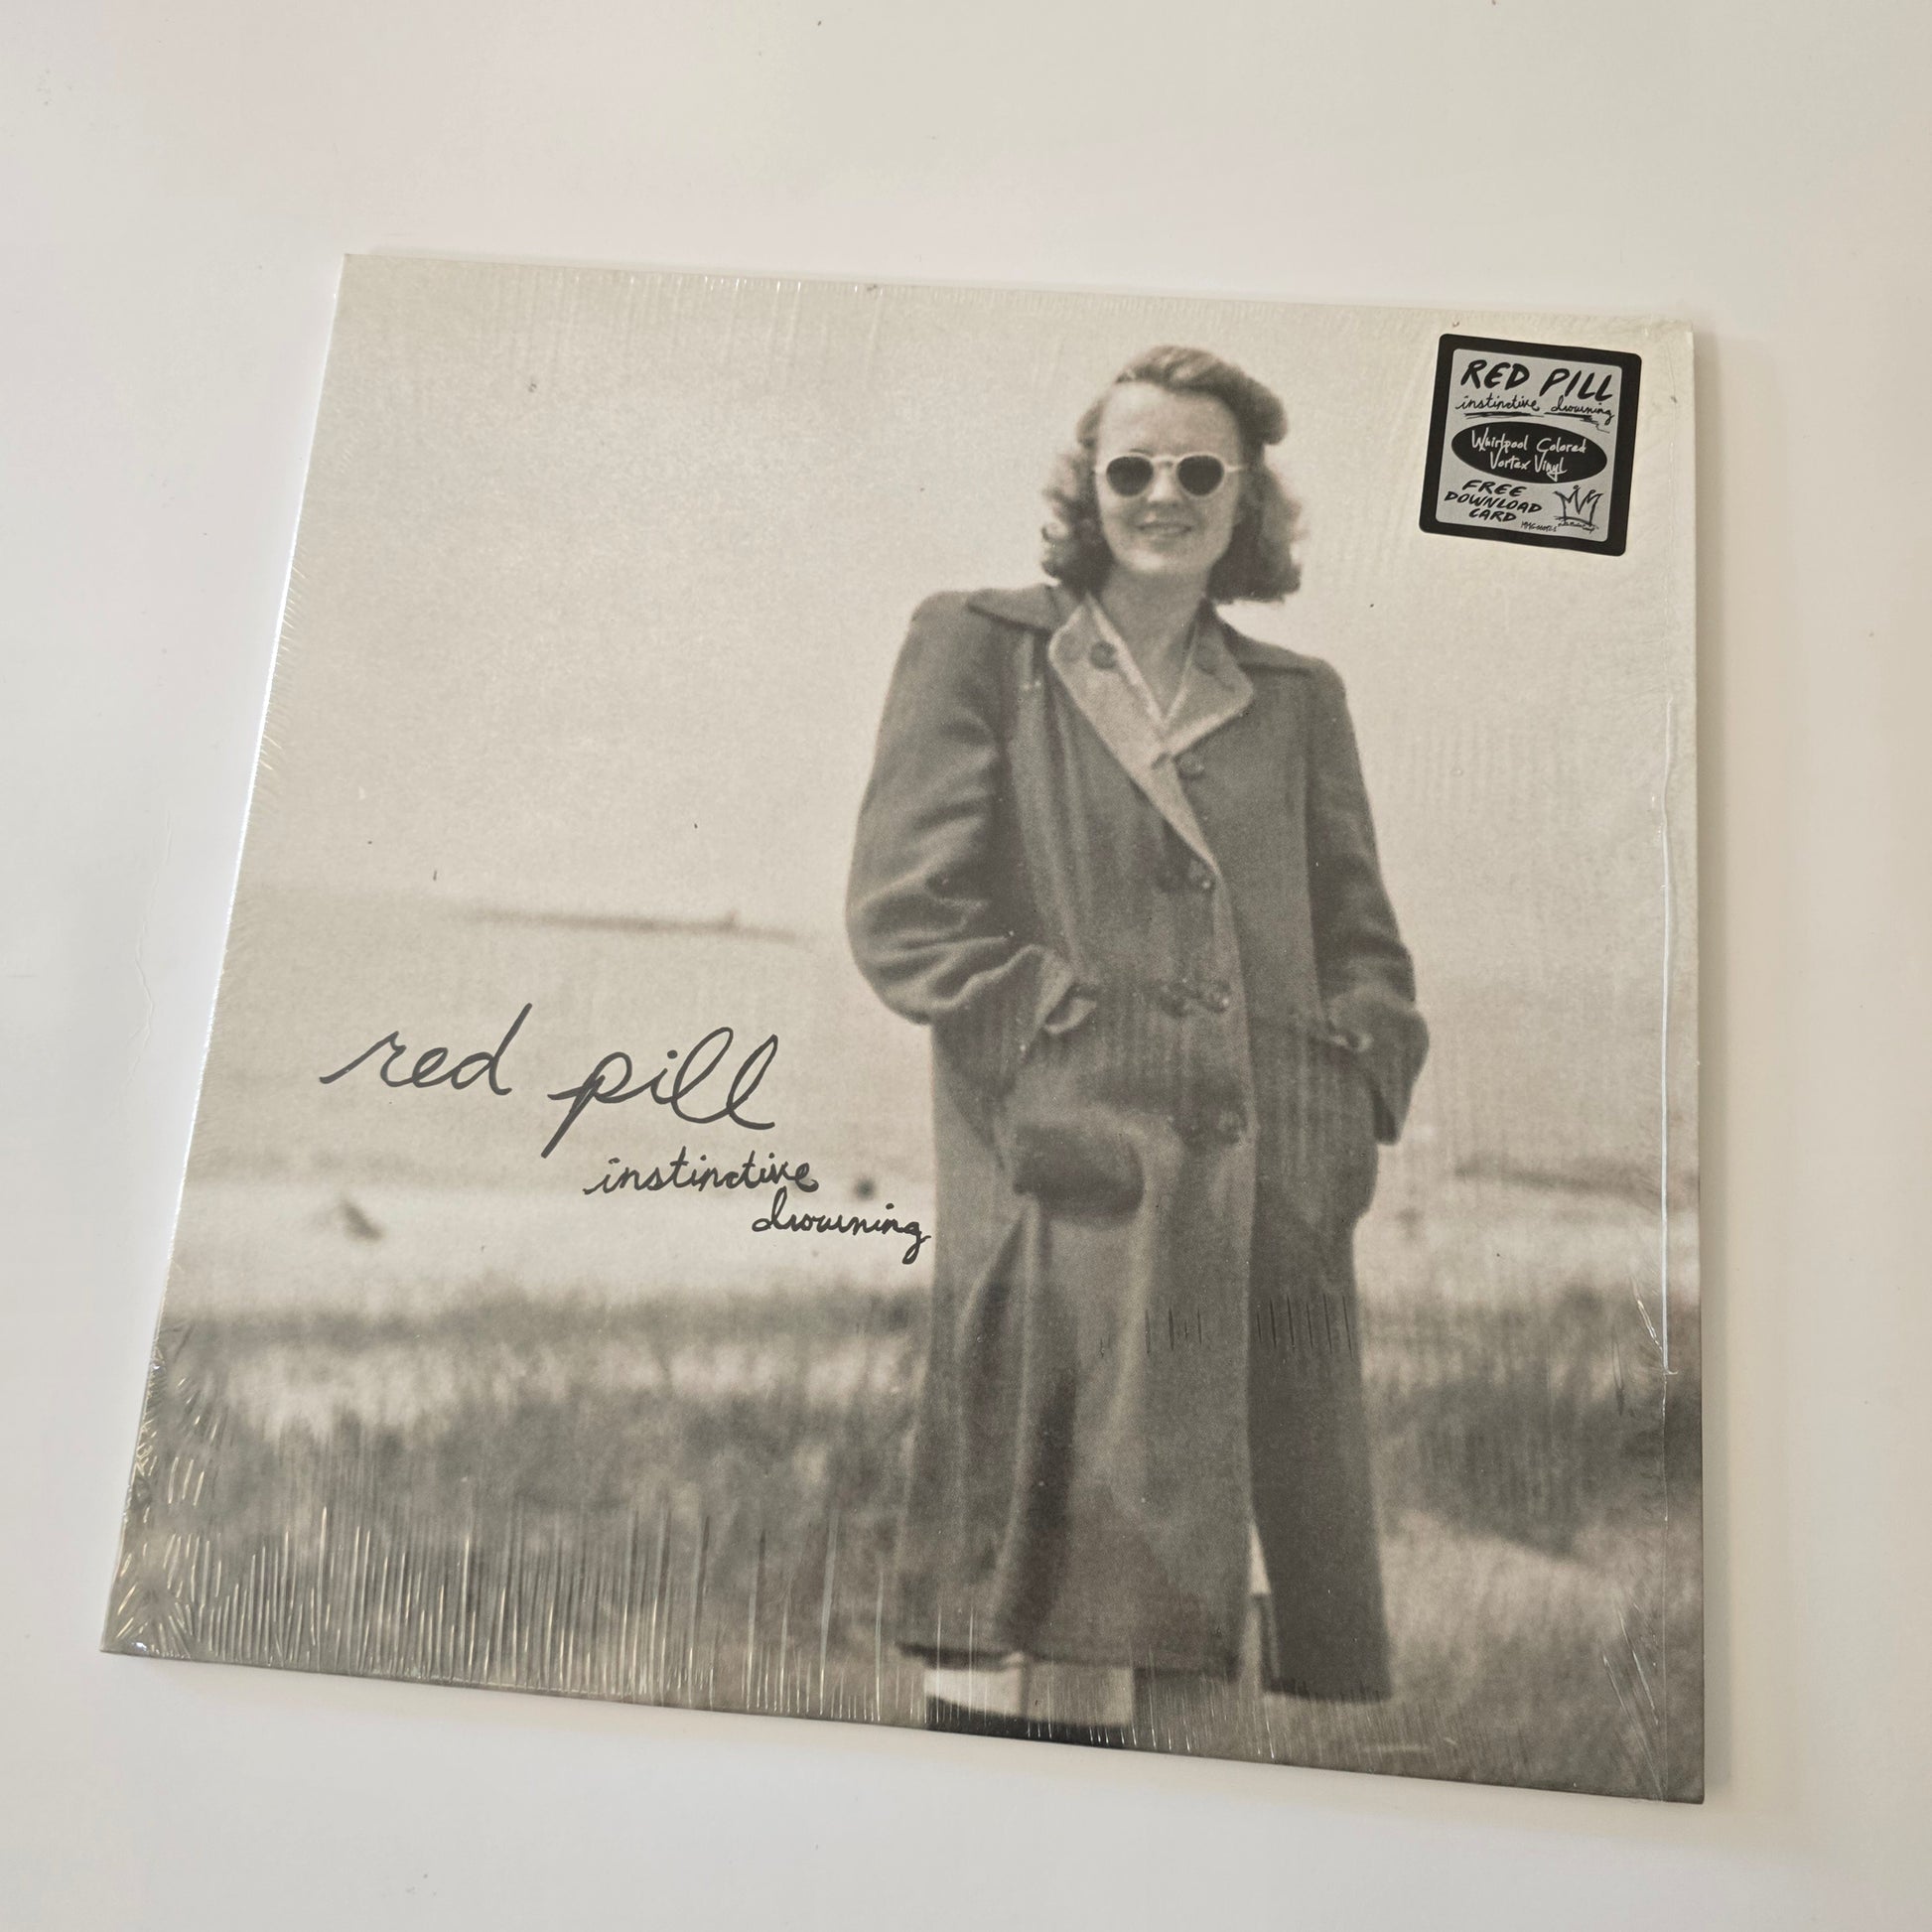 RED PILL
instinctive drowning
Whirlpool Colored
Vortex Vinyl
FREE
DOWNLOAD
CARD
red pill
instinctive
drowning